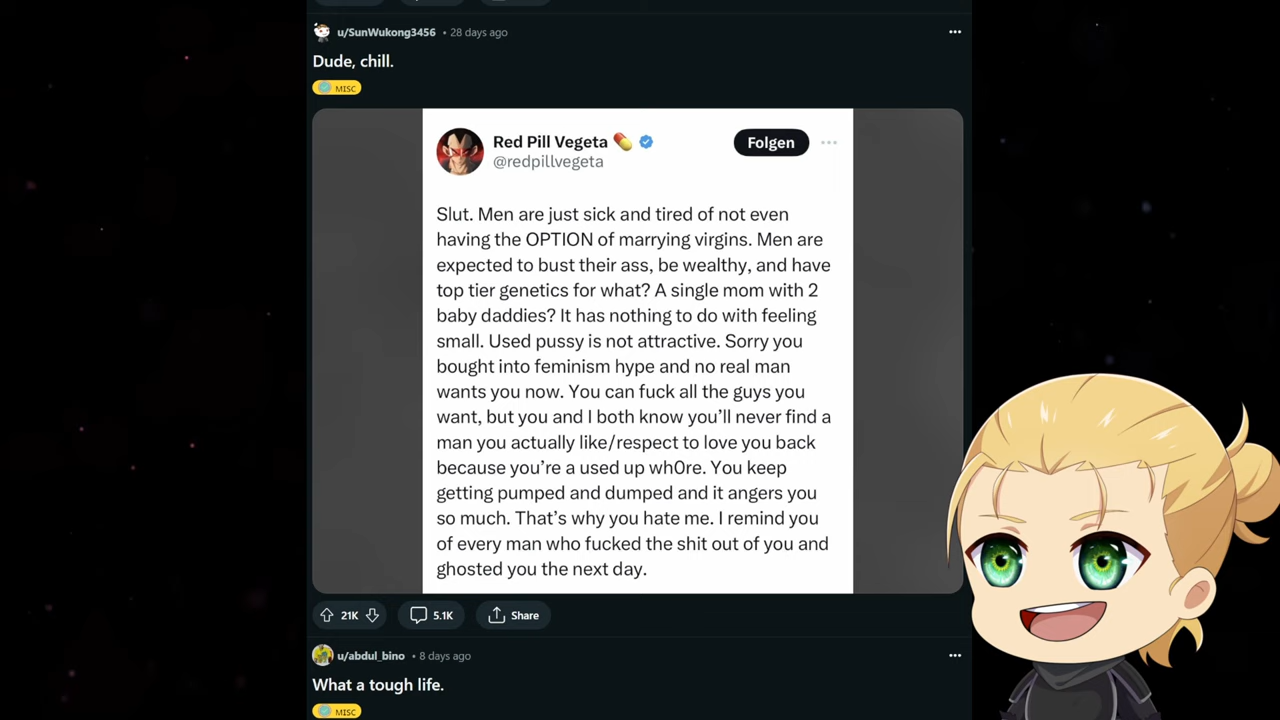 u/SunWukong3456 • 28 days ago
Dude, chill.
MISC
Red Pill Vegeta
@redpillvegeta
Folgen
Slut. Men are just sick and tired of not even
having the OPTION of marrying virgins. Men are
expected to bust their ass, be wealthy, and have
top tier genetics for what? A single mom with 2
baby daddies? It has nothing to do with feeling
small. Used pussy is not attractive. Sorry you
bought into feminism hype and no real man
wants you now. You can fuck all the guys you
want, but you and I both know you’ll never find a
man you actually like/respect to love you back
because you’re a used up wh0re. You keep
getting pumped and dumped and it angers you
so much. That’s why you hate me. I remind you
of every man who fucked the shit out of you and
ghosted you the next day.
21K 5.1K Share
u/abdul_bino • 8 days ago
What a tough life.
MISC